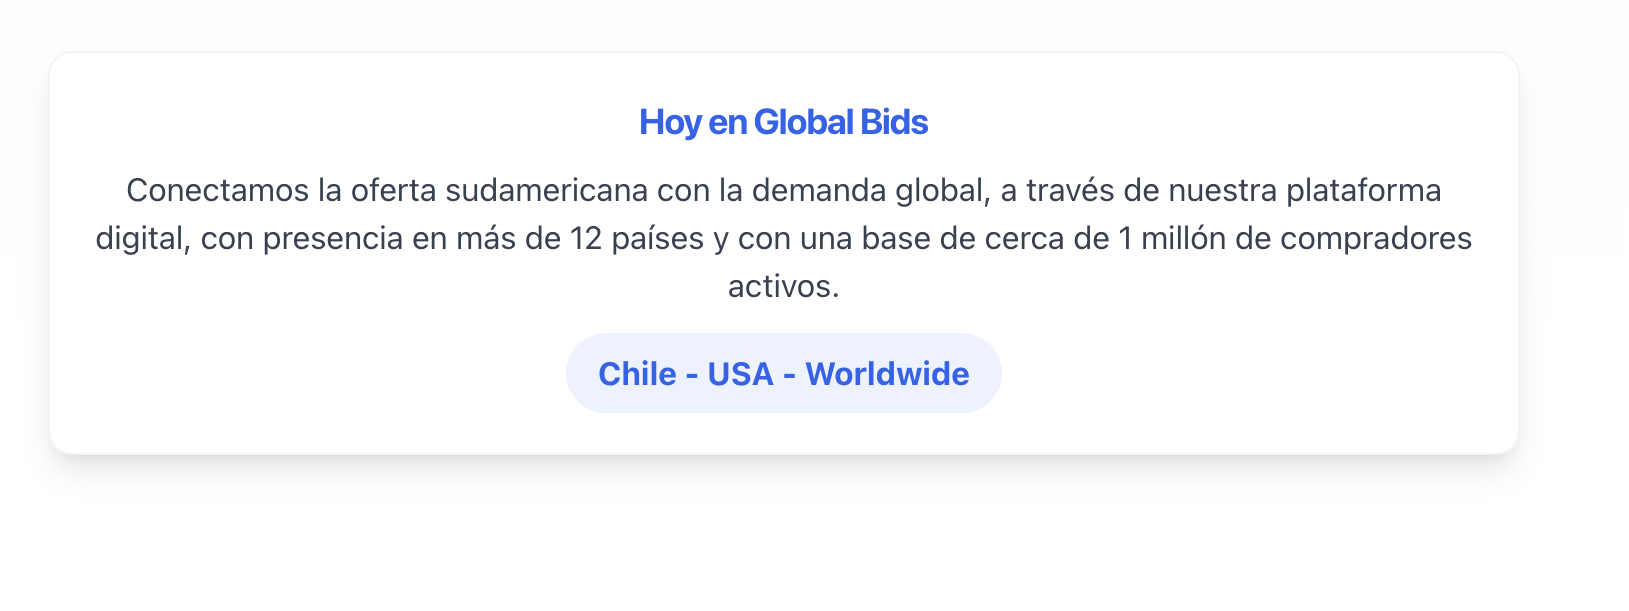 Hoy en Global Bids
Conectamos la oferta sudamericana con la demanda global, a través de nuestra plataforma
digital, con presencia en más de 12 países y con una base de cerca de 1 millón de compradores
activos.
Chile - USA - Worldwide